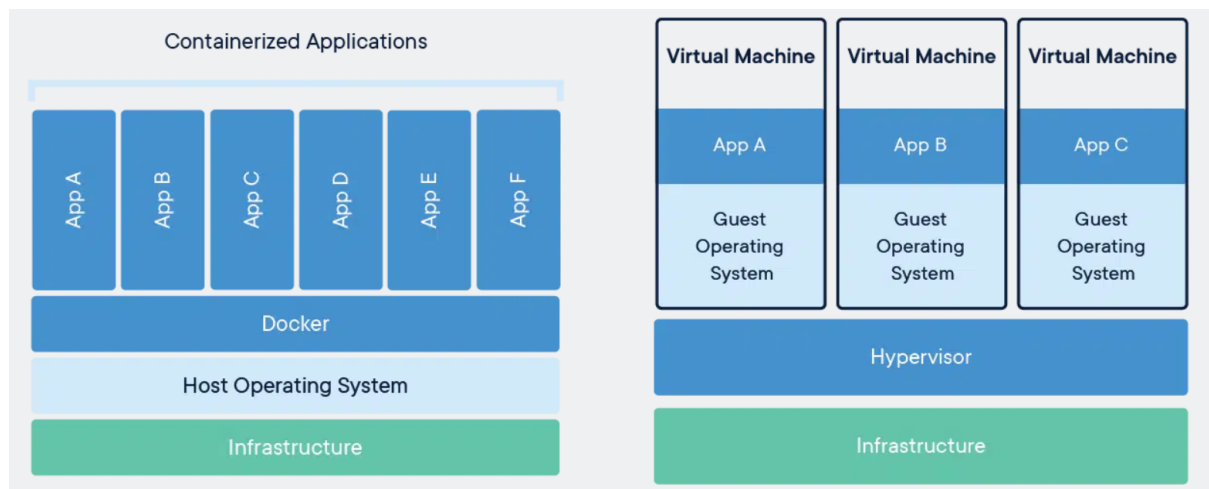 Containerized Applications
App A
App B
App C
App D
App E
App F
Docker
Host Operating System
Infrastructure
Virtual Machine
App A
Guest
Operating
System
Virtual Machine
App B
Guest
Operating
System
Virtual Machine
App C
Guest
Operating
System
Hypervisor
Infrastructure